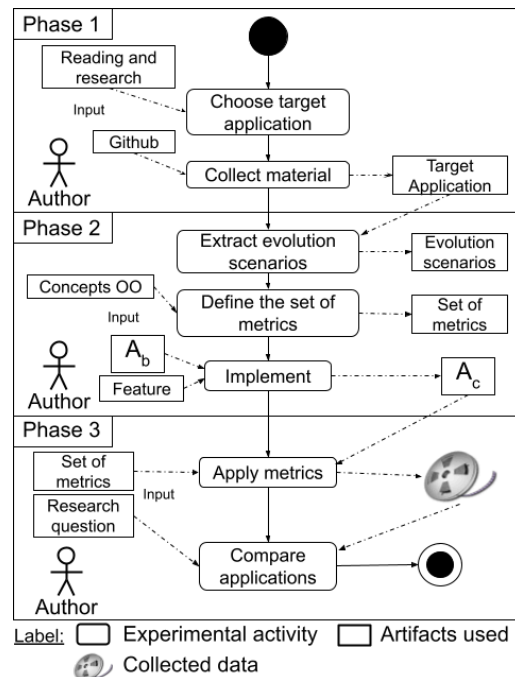 Phase 1
Reading and
research
Input
Choose target
application
Github
Author
Collect material
Target
Application
Phase 2
Extract evolution
scenarios
Evolution
scenarios
Concepts OO
Input
Define the set of
metrics
Set of
metrics
A_b
Feature
Author
Implement
A_c
Phase 3
Set of
metrics
Input
Apply metrics
Research
question
Author
Compare
applications
Label: Experimental activity Artifacts used
Collected data